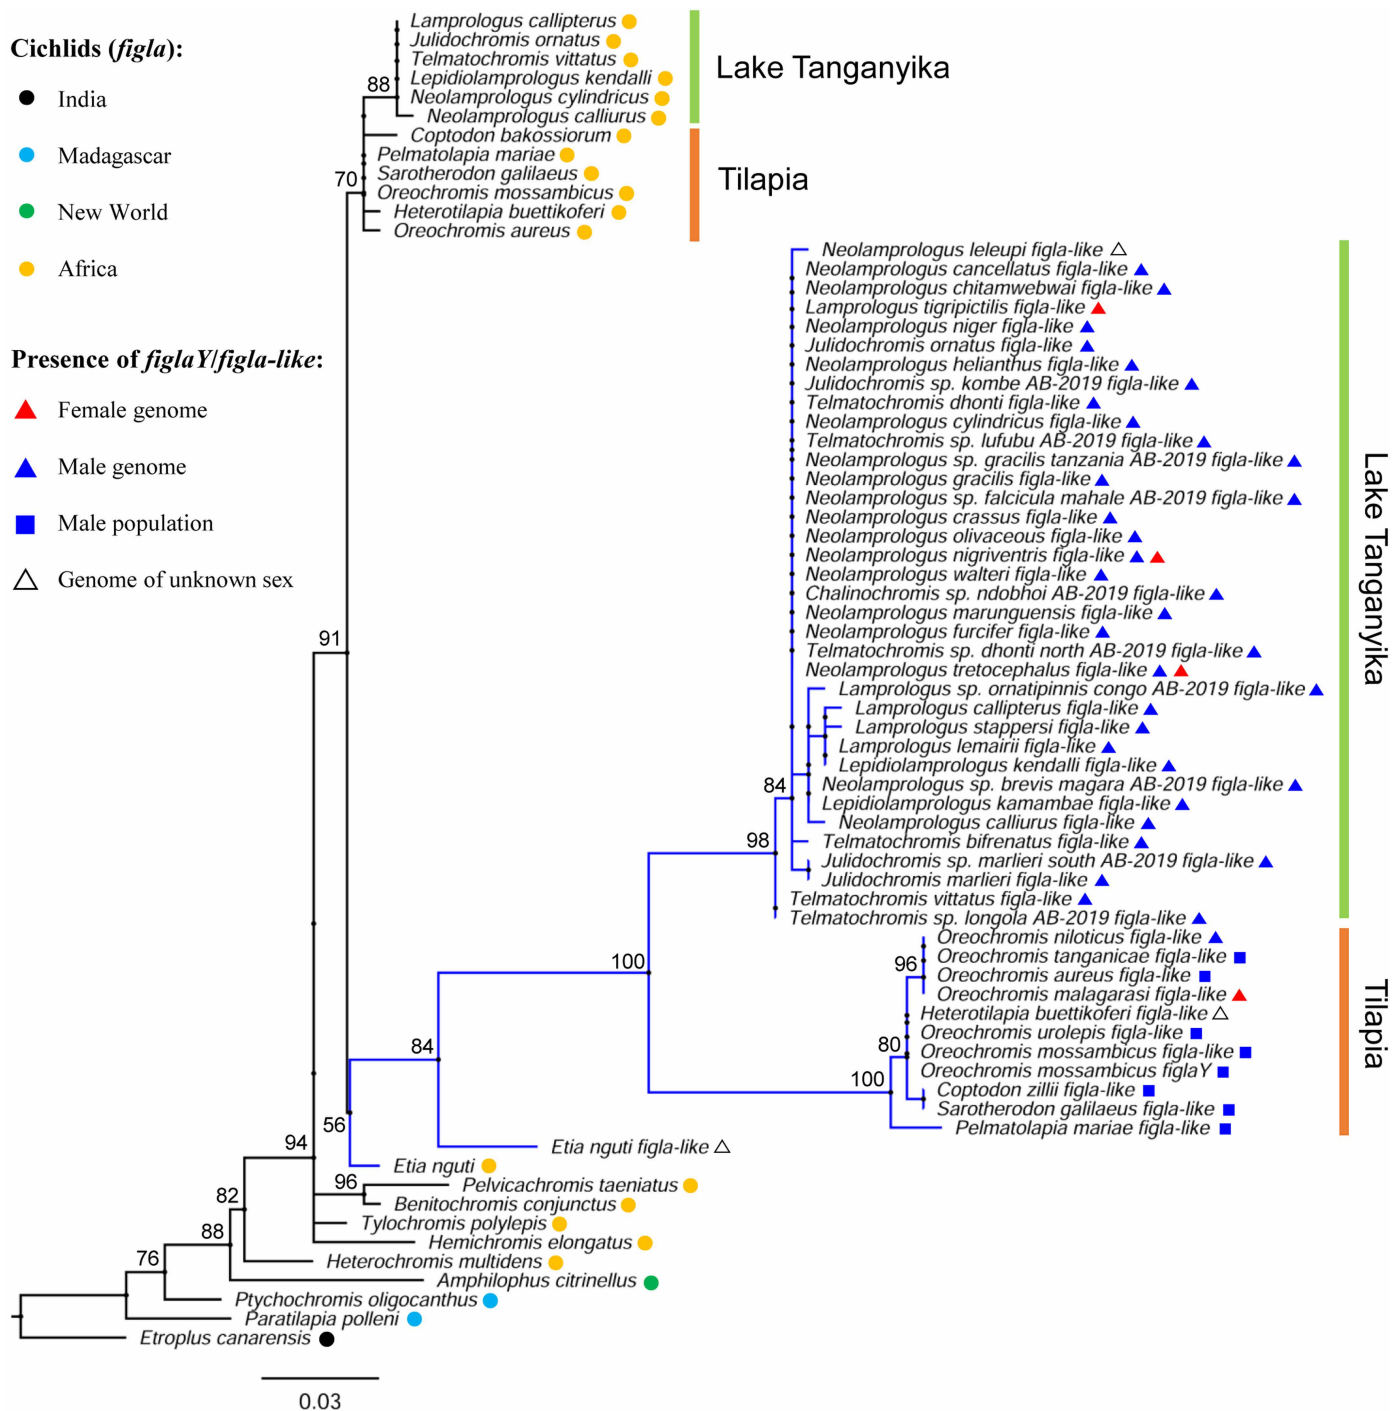 Cichlids (figla):
India
Madagascar
New World
Africa
Presence of figlaY/figla-like:
Female genome
Male genome
Male population
Genome of unknown sex
Lamprologus callipterus
Julidochromis ornatus
Telmatochromis vittatus
Lepidiolamprologus kendalli
88
Neolamprologus cylindricus
Neolamprologus calliurus
Lake Tanganyika
Coptodon bakossiorum
Pelmatolapia mariae
Sarotherodon galilaeus
70
Oreochromis mossambicus
Heterotilapia buettikoferi
Oreochromis aureus
Tilapia
Neolamprologus leleupi figla-like
Neolamprologus cancellatus figla-like
Neolamprologus chitamwebwai figla-like
Lamprologus tigripictilis figla-like
Neolamprologus niger figla-like
Julidochromis ornatus figla-like
Neolamprologus helianthus figla-like
Julidochromis sp. kombe AB-2019 figla-like
Telmatochromis dhonti figla-like
Neolamprologus cylindricus figla-like
Telmatochromis sp. lufubu AB-2019 figla-like
Neolamprologus sp. gracilis tanzania AB-2019 figla-like
Neolamprologus gracilis figla-like
Neolamprologus sp. falcicula mahale AB-2019 figla-like
Neolamprologus crassus figla-like
Neolamprologus olivaceous figla-like
Neolamprologus nigriventris figla-like
Neolamprologus walteri figla-like
Chalinochromis sp. ndobhoi AB-2019 figla-like
Neolamprologus marunguensis figla-like
Neolamprologus furcifer figla-like
Telmatochromis sp. dhonti north AB-2019 figla-like
Neolamprologus tretocephalus figla-like
Lamprologus sp. ornatipinnis congo AB-2019 figla-like
Lamprologus callipterus figla-like
Lamprologus stappersi figla-like
Lamprologus lemairii figla-like
Lepidiolamprologus kendalli figla-like
Neolamprologus sp. brevis magara AB-2019 figla-like
84
Lepidiolamprologus kamambae figla-like
Neolamprologus calliurus figla-like
98
Telmatochromis bifrenatus figla-like
Julidochromis sp. marlieri south AB-2019 figla-like
Julidochromis marlieri figla-like
Telmatochromis vittatus figla-like
Telmatochromis sp. longola AB-2019 figla-like
Lake Tanganyika
Oreochromis niloticus figla-like
Oreochromis tanganicae figla-like
96
Oreochromis aureus figla-like
Oreochromis malagarasi figla-like
Heterotilapia buettikoferi figla-like
Oreochromis urolepis figla-like
80
Oreochromis mossambicus figla-like
Oreochromis mossambicus figlaY
100
Coptodon zillii figla-like
Sarotherodon galilaeus figla-like
Pelmatolapia mariae figla-like
Tilapia
91
100
84
56
Etia nguti figla-like
94
Etia nguti
96
Pelvicachromis taeniatus
82
Benitochromis conjunctus
Tylochromis polylepis
88
Hemichromis elongatus
76
Heterochromis multidens
Amphilophus citrinellus
Ptychochromis oligocanthus
Paratilapia polleni
Etroplus canarensis
0.03